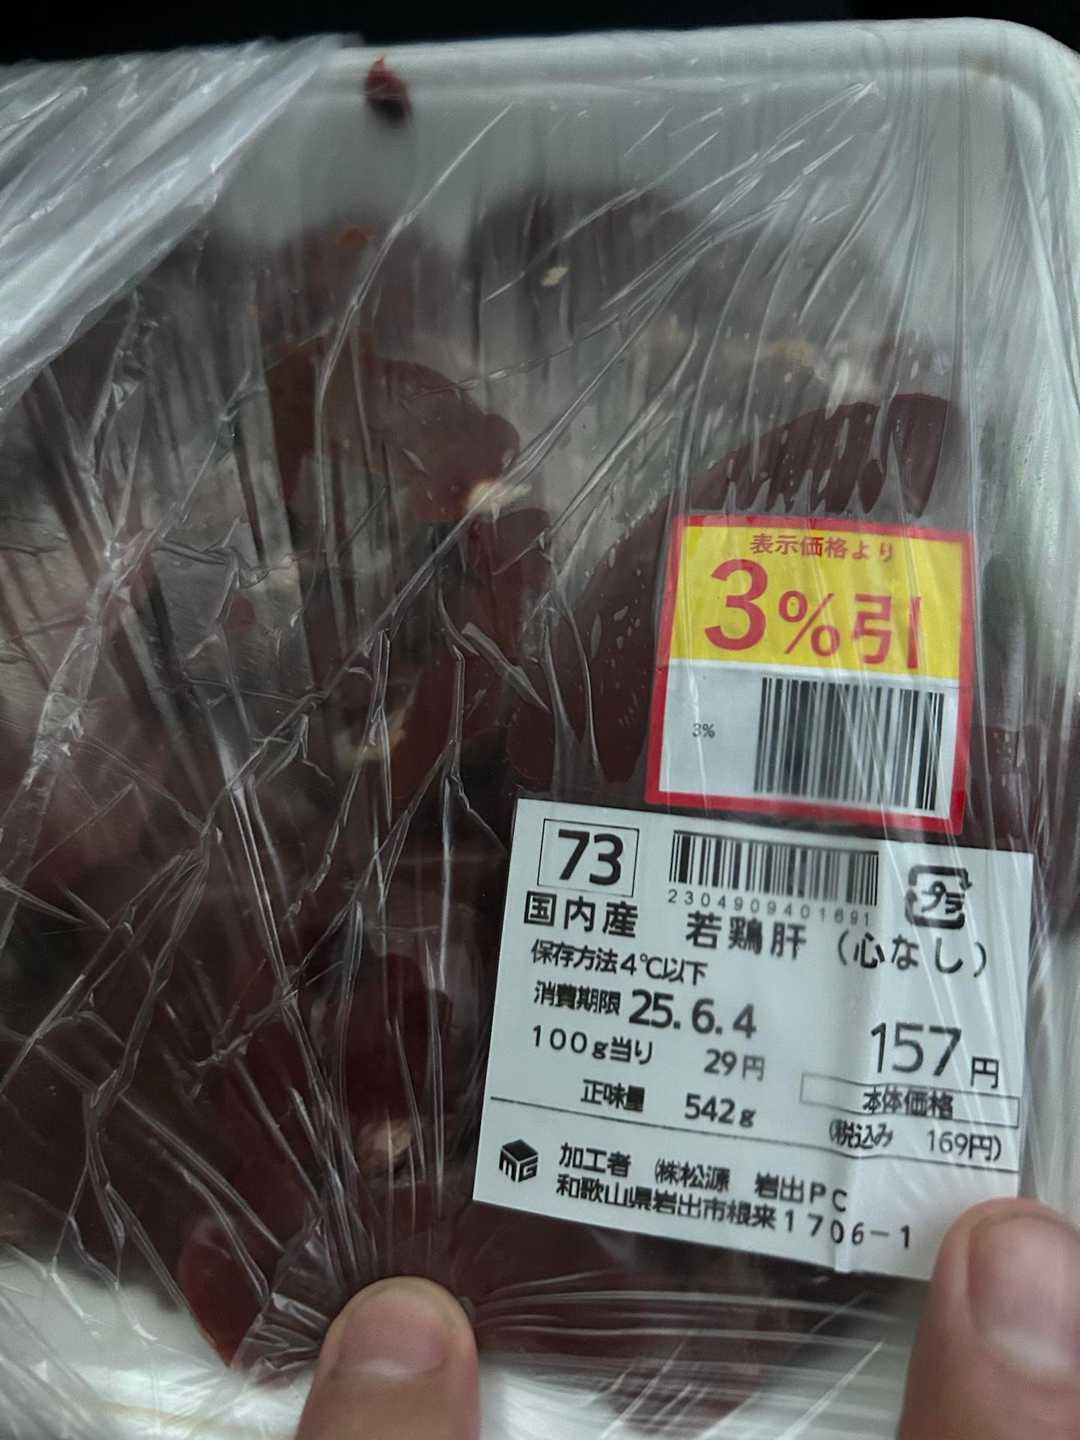 表示価格より
3%引
3%
73
2304909401691
プラ
国内産 若鶏肝(心なし)
保存方法4℃以下
消費期限 25.6.4
100g当り 29円
157円
正味量 542g
本体価格
(税込み 169円)
MG
加工者 ㈱松源 岩出PC
和歌山県岩出市根来1706-1